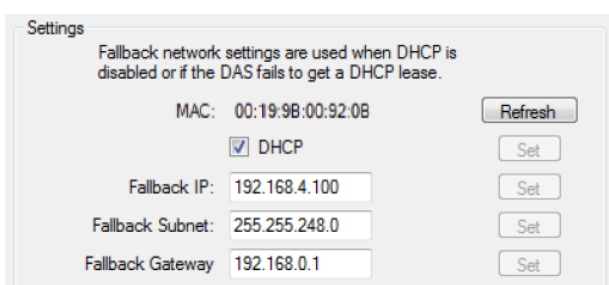 Settings
Fallback network settings are used when DHCP is
disabled or if the DAS fails to get a DHCP lease.
MAC: 00:19:9B:00:92:0B Refresh
DHCP Set
Fallback IP: 192.168.4.100 Set
Fallback Subnet: 255.255.248.0 Set
Fallback Gateway 192.168.0.1 Set